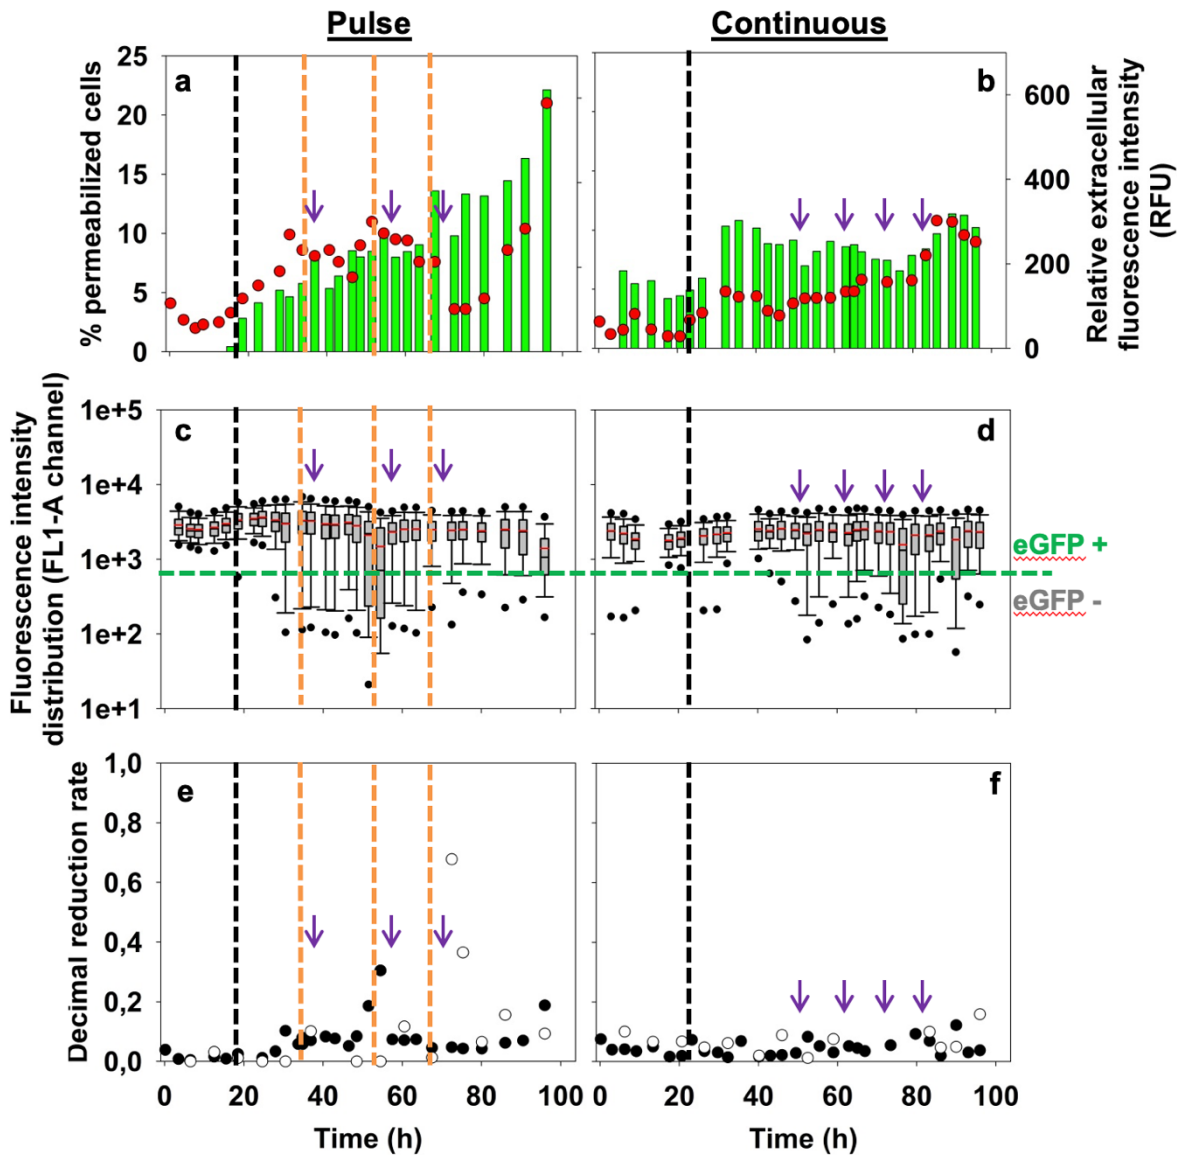 Pulse
Continuous
a
b
% permeabilized cells
25
20
15
10
5
0
600
400
200
0
Relative extracellular
fluorescence intensity
(RFU)
c
d
Fluorescence intensity
distribution (FL1-A channel)
1e+5
1e+4
1e+3
1e+2
1e+1
eGFP +
eGFP -
e
f
Decimal reduction rate
1,0
0,8
0,6
0,4
0,2
0,0
0 20 40 60 80 100
0 20 40 60 80 100
Time (h)
Time (h)